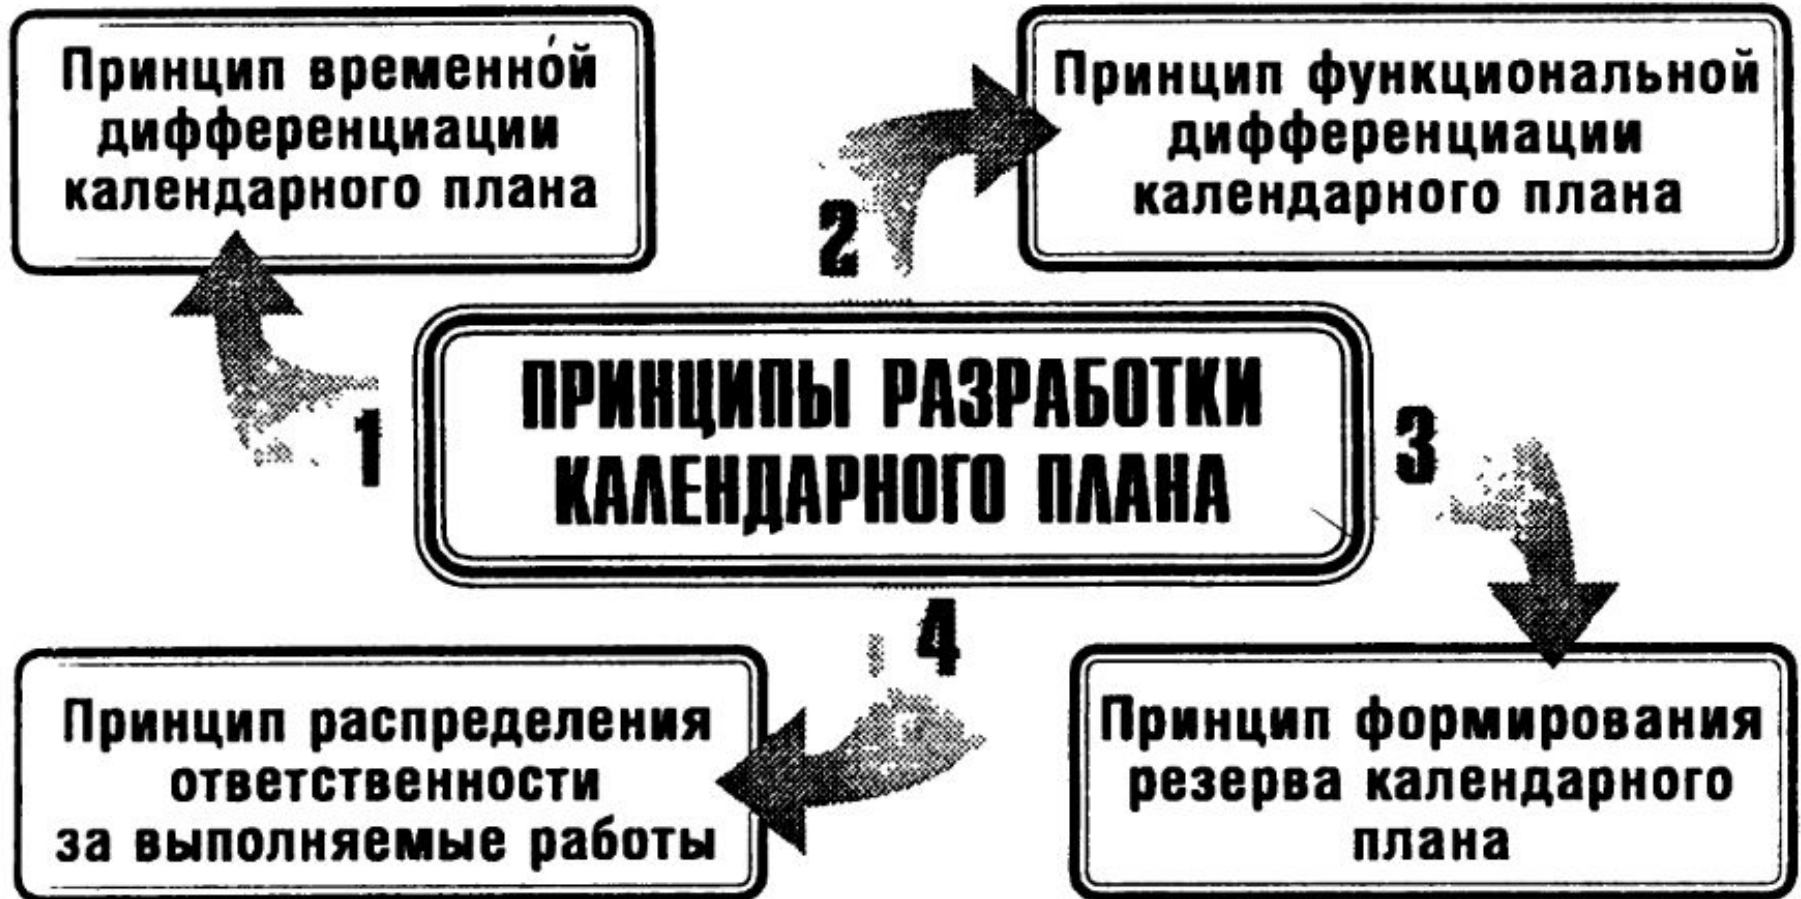 Принцип временно́й
дифференциации
календарного плана
2
Принцип функциональной
дифференциации
календарного плана
1
ПРИНЦИПЫ РАЗРАБОТКИ
КАЛЕНДАРНОГО ПЛАНА
3
4
Принцип распределения
ответственности
за выполняемые работы
Принцип формирования
резерва календарного
плана